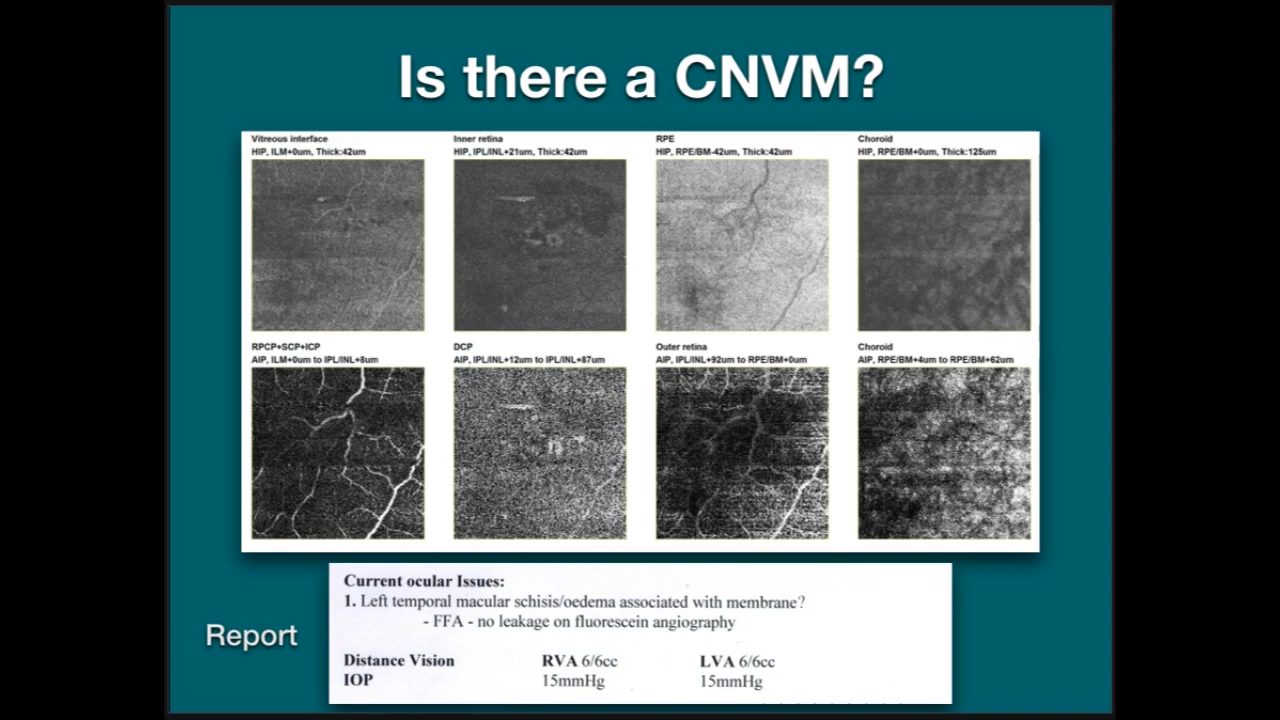 Is there a CNVM?
Vitreous interface
HIP, ILM+0um, Thick:42um
Inner retina
HIP, IPL/INL+21um, Thick:42um
RPE
HIP, RPE/BM-42um, Thick:42um
Choroid
HIP, RPE/BM+0um, Thick:125um
RPCP+SCP+ICP
AIP, ILM+0um to IPL/INL+8um
DCP
AIP, IPL/INL+12um to IPL/INL+87um
Outer retina
AIP, IPL/INL+92um to RPE/BM+0um
Choroid
AIP, RPE/BM+4um to RPE/BM+62um
Report
Current ocular Issues:
1. Left temporal macular schisis/oedema associated with membrane?
- FFA - no leakage on fluorescein angiography
Distance Vision RVA 6/6cc LVA 6/6cc
IOP 15mmHg 15mmHg